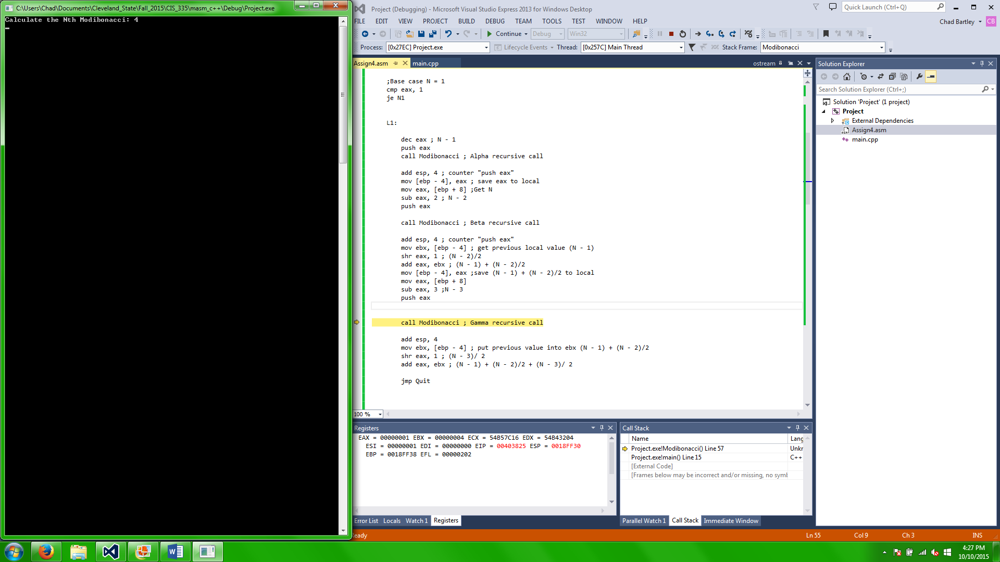 C:\Users\Chad\Documents\Cleveland_State\Fall_2015\CIS_335\masm_c++\Debug\Project.exe
Calculate the Nth Modibonacci: 4
Project (Debugging) - Microsoft Visual Studio Express 2013 for Windows Desktop
Quick Launch (Ctrl+Q)
FILE EDIT VIEW PROJECT BUILD DEBUG TEAM TOOLS TEST WINDOW HELP
Chad Bartley CB
Continue Debug Win32
Process: [0x27EC] Project.exe Lifecycle Events Thread: [0x257C] Main Thread Stack Frame: Modibonacci
Assign4.asm main.cpp ostream
;Base case N = 1
cmp eax, 1
je N1
L1:
dec eax ; N - 1
push eax
call Modibonacci ; Alpha recursive call
add esp, 4 ; counter "push eax"
mov [ebp - 4], eax ; save eax to local
mov eax, [ebp + 8] ;Get N
sub eax, 2 ; N - 2
push eax
call Modibonacci ; Beta recursive call
add esp, 4 ; counter "push eax"
mov ebx, [ebp - 4] ; get previous local value (N - 1)
shr eax, 1 ; (N - 2)/2
add eax, ebx ; (N - 1) + (N - 2)/2
mov [ebp - 4], eax ;save (N - 1) + (N - 2)/2 to local
mov eax, [ebp + 8]
sub eax, 3 ;N - 3
push eax
call Modibonacci ; Gamma recursive call
add esp, 4
mov ebx, [ebp - 4] ; put previous value into ebx (N - 1) + (N - 2)/2
shr eax, 1 ; (N - 3)/ 2
add eax, ebx ; (N - 1) + (N - 2)/2 + (N - 3)/ 2
jmp Quit
100 %
Solution Explorer
Search Solution Explorer (Ctrl+;)
Solution 'Project' (1 project)
Project
External Dependencies
Assign4.asm
main.cpp
Registers
EAX = 00000001 EBX = 00000004 ECX = 54B57C16 EDX = 54B43204
ESI = 00000001 EDI = 00000000 EIP = 00403825 ESP = 0018FF30
EBP = 0018FF38 EFL = 00000202
Error List Locals Watch 1 Registers
Call Stack
Name Lang
Project.exe!Modibonacci() Line 57 Unkr
Project.exe!main() Line 15 C++
[External Code]
[Frames below may be incorrect and/or missing, no symb
Parallel Watch 1 Call Stack Immediate Window
eady Ln 55 Col 9 Ch 3 INS
4:27 PM
10/10/2015